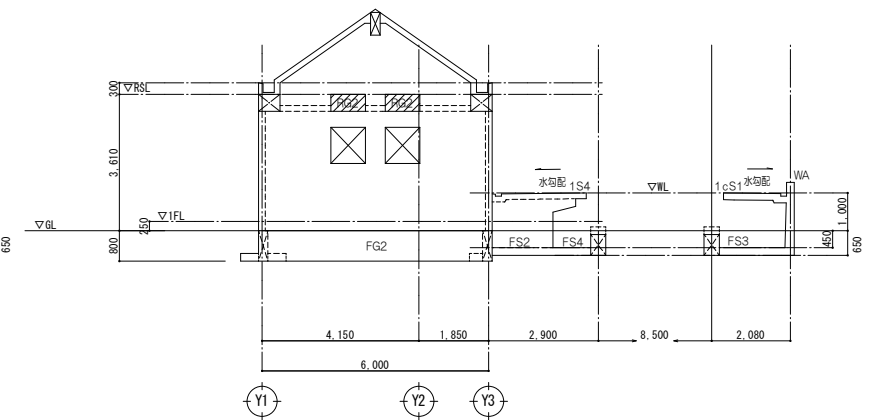 300
▽RSL
RG2
RG2
3,610
水勾配
1S4
▽WL
1cS1
水勾配
WA
▽1FL
250
1,000
▽GL
650
800
FG2
FS2
FS4
FS3
450
650
4,150
1,850
2,900
8,500
2,080
6,000
Y1
Y2
Y3